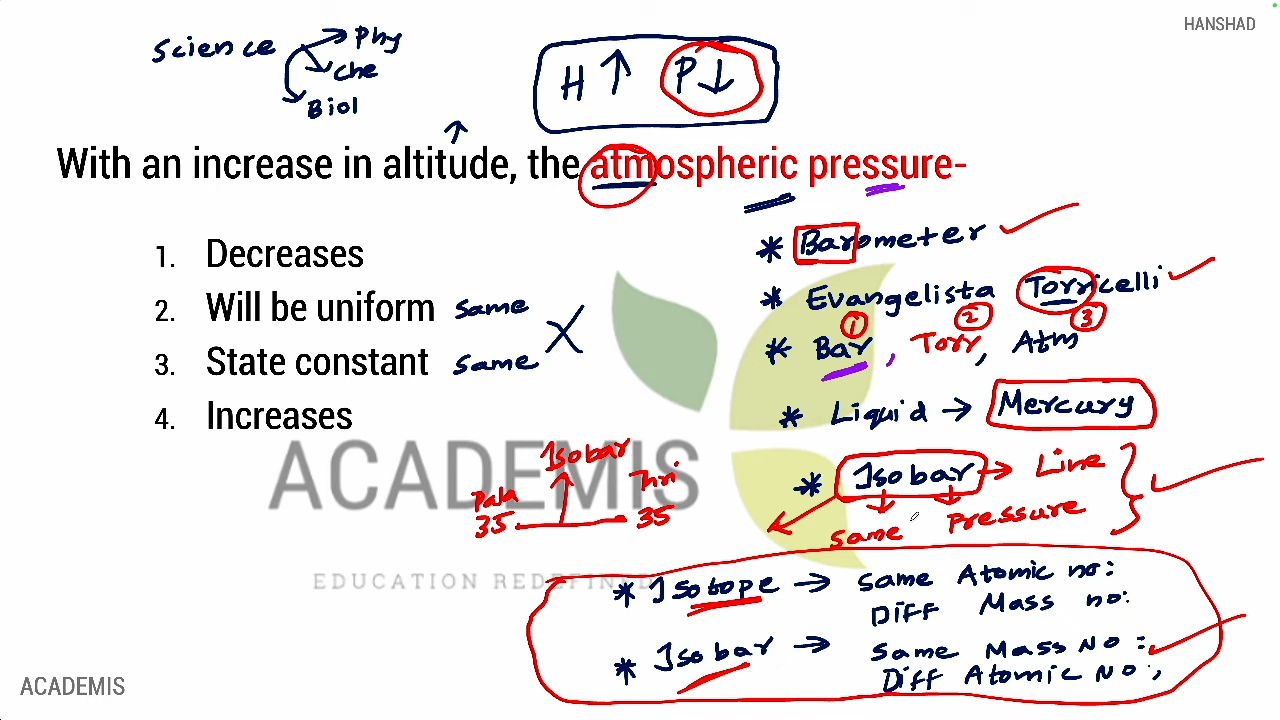 HANSHAD
Science
Phy
Che
Biol
H ↑ P ↓
With an increase in altitude, the atmospheric pressure-
1. Decreases
2. Will be uniform same
3. State constant same
4. Increases
* Barometer
* Evangelista Torricelli
1 2 3
* Bar, Torr, Atm
* Liquid → Mercury
* Isobar → Line
same Pressure
Isobar
Pala Thri
35 35
ACADEMIS
EDUCATION REDEFINED
* Isotope → Same Atomic no:
Diff Mass no:
* Isobar → Same Mass No:
Diff Atomic No:,
ACADEMIS